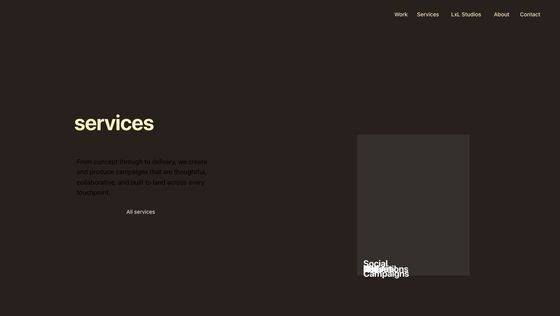 Work Services LxL Studios About Contact
services
From concept through to delivery, we create
and produce campaigns that are thoughtful,
collaborative, and built to land across every
touchpoint.
All services
Social
Campaigns